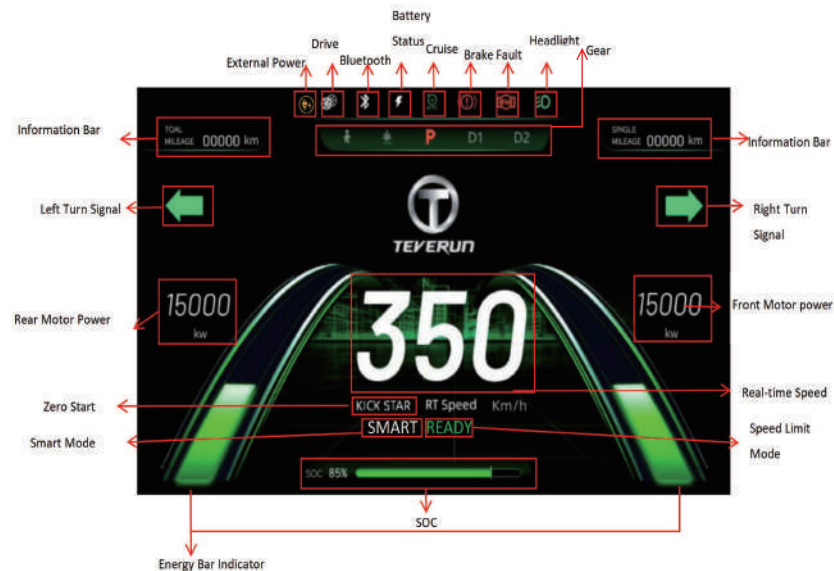 Battery
Drive Status Cruise Headlight
External Power Bluetooth Brake Fault Gear
Information Bar
TOAL
MILEAGE 00000 km
P D1 D2
SINGLE
MILEAGE 00000 km
Information Bar
Left Turn Signal
Right Turn
Signal
TEVERUN
Rear Motor Power
15000
kw
350
15000
kw
Front Motor power
Real-time Speed
Zero Start
KICK STAR RT Speed Km/h
Smart Mode
SMART READY
Speed Limit
Mode
SOC 85%
SOC
Energy Bar Indicator